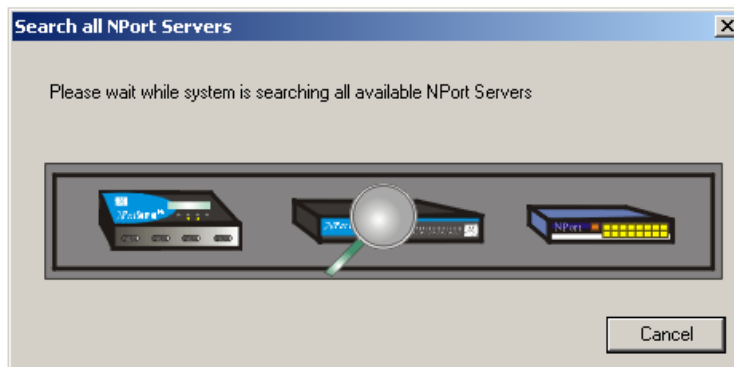 Search all NPort Servers
Please wait while system is searching all available NPort Servers
NPort
Cancel